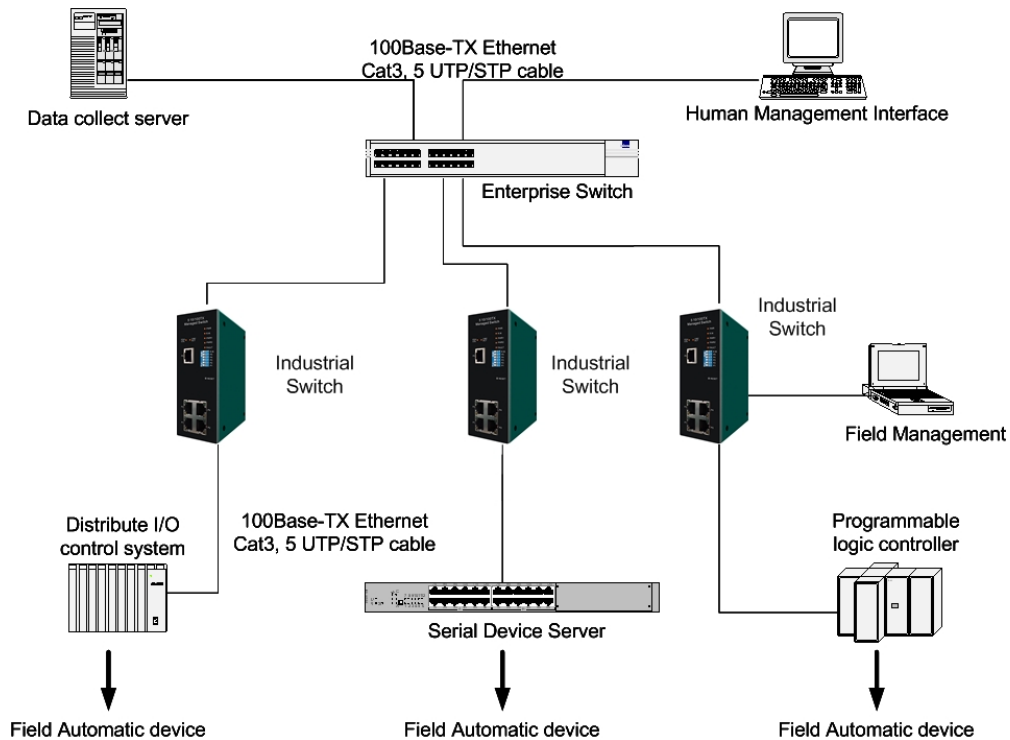 100Base-TX Ethernet
Cat3, 5 UTP/STP cable
Data collect server
Human Management Interface
Enterprise Switch
Industrial
Switch
Industrial
Switch
Industrial
Switch
Field Management
Distribute I/O
control system
100Base-TX Ethernet
Cat3, 5 UTP/STP cable
Programmable
logic controller
Serial Device Server
Field Automatic device
Field Automatic device
Field Automatic device